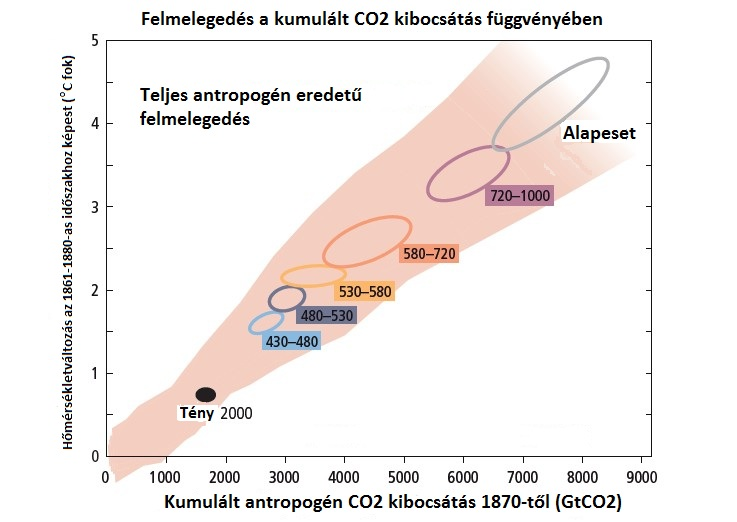 Felmelegedés a kumulált CO2 kibocsátás függvényében
Hőmérsékletváltozás az 1861-1880-as időszakhoz képest (°C fok)
5
4
3
2
1
0
Teljes antropogén eredetű
felmelegedés
Alapeset
720–1000
580–720
530–580
480–530
430–480
Tény 2000
0 1000 2000 3000 4000 5000 6000 7000 8000 9000
Kumulált antropogén CO2 kibocsátás 1870-től (GtCO2)